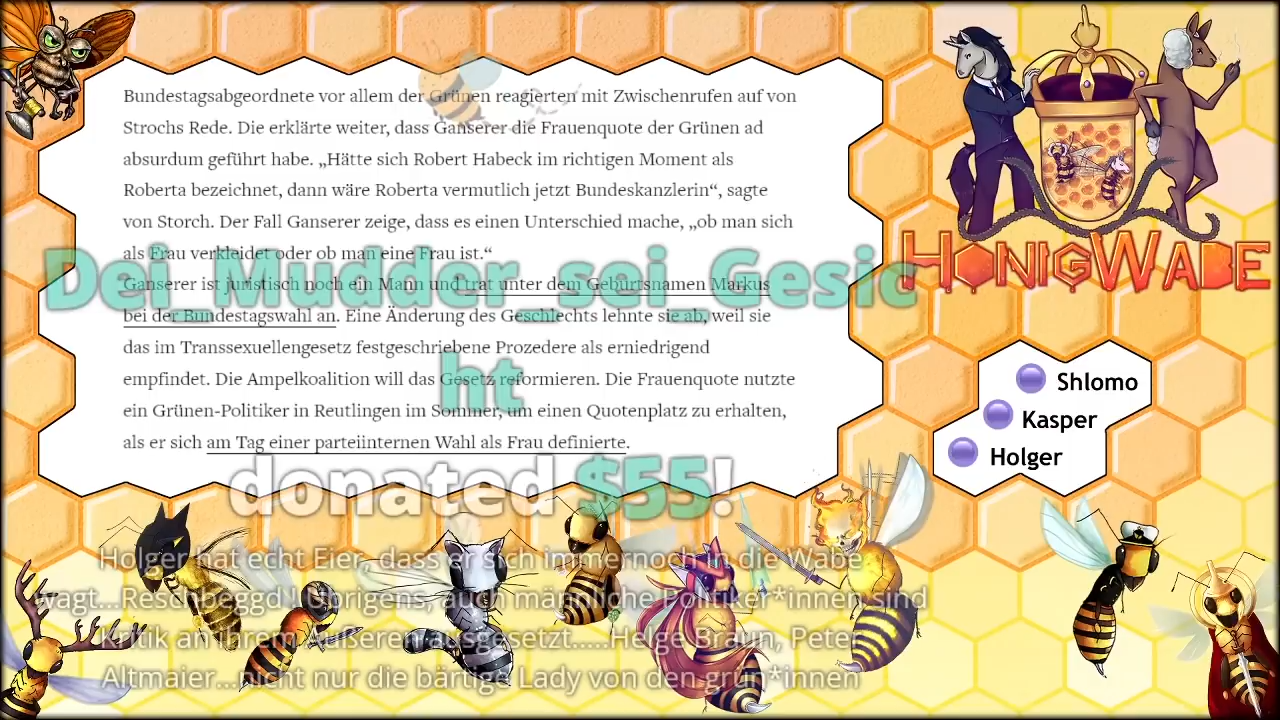 Bundestagsabgeordnete vor allem der Grünen reagierten mit Zwischenrufen auf von
Strochs Rede. Die erklärte weiter, dass Ganserer die Frauenquote der Grünen ad
absurdum geführt habe. „Hätte sich Robert Habeck im richtigen Moment als
Roberta bezeichnet, dann wäre Roberta vermutlich jetzt Bundeskanzlerin“, sagte
von Storch. Der Fall Ganserer zeige, dass es einen Unterschied mache, „ob man sich
als Frau verkleidet oder ob man eine Frau ist.“
Ganserer ist juristisch noch ein Mann und trat unter dem Geburtsnamen Markus
bei der Bundestagswahl an. Eine Änderung des Geschlechts lehnte sie ab, weil sie
das im Transsexuellengesetz festgeschriebene Prozedere als erniedrigend
empfindet. Die Ampelkoalition will das Gesetz reformieren. Die Frauenquote nutzte
ein Grünen-Politiker in Reutlingen im Sommer, um einen Quotenplatz zu erhalten,
als er sich am Tag einer parteiinternen Wahl als Frau definierte.
Dei_Mudder_sei_Gesic
ht
donated $55!
Holger hat echt Eier, dass er sich immernoch in die Wabe
wagt...Reschbeggd! Übrigens, auch männliche Politiker*innen sind
Kritik an ihrem Äußeren ausgesetzt.....Helge Braun, Peter
Altmaier...nicht nur die bärtige Lady von den grün*innen
HONIGWABE
Shlomo
Kasper
Holger